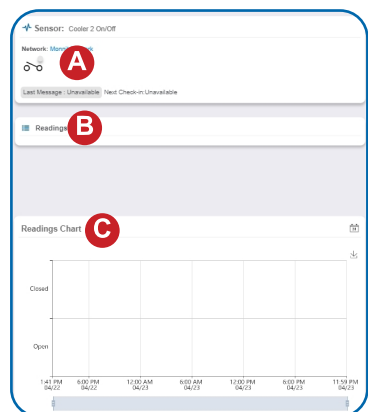 Sensor: Cooler 2 On/Off
Network:
A
Last Message : Unavailable Next Check-in Unavailable
Readings
B
Readings Chart
C
31
Closed
Open
1:41 PM 6:00 PM 12:00 AM 6:00 AM 12:00 PM 6:00 PM 11:59 PM
04/22 04/22 04/23 04/23 04/23 04/23 04/23